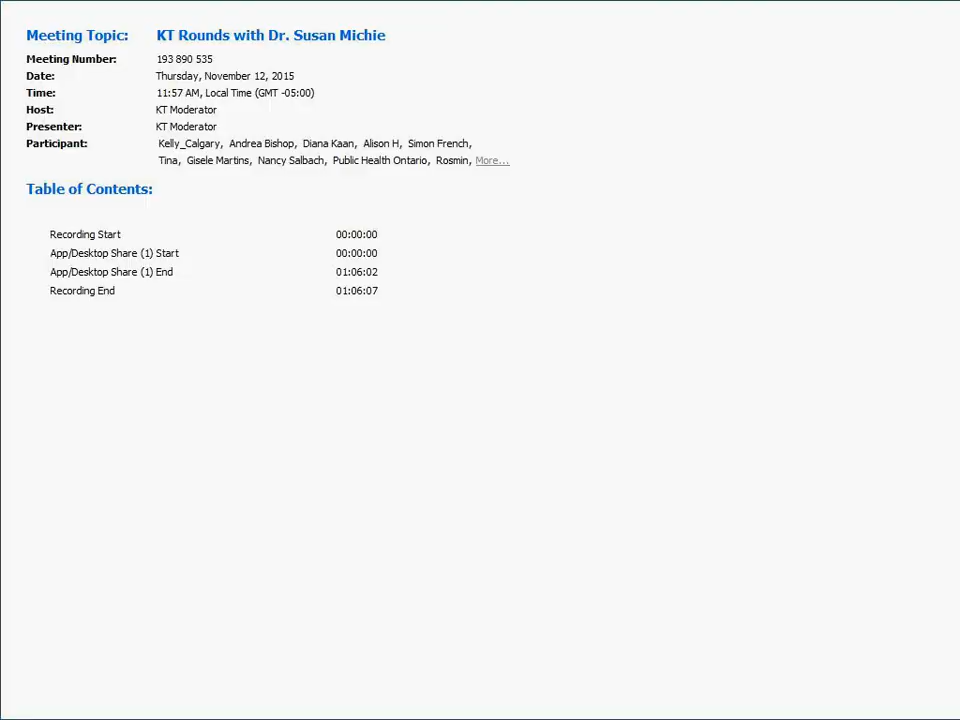 Meeting Topic: KT Rounds with Dr. Susan Michie
Meeting Number: 193 890 535
Date: Thursday, November 12, 2015
Time: 11:57 AM, Local Time (GMT -05:00)
Host: KT Moderator
Presenter: KT Moderator
Participant: Kelly_Calgary, Andrea Bishop, Diana Kaan, Alison H, Simon French,
Tina, Gisele Martins, Nancy Salbach, Public Health Ontario, Rosmin, More...
Table of Contents:
Recording Start 00:00:00
App/Desktop Share (1) Start 00:00:00
App/Desktop Share (1) End 01:06:02
Recording End 01:06:07